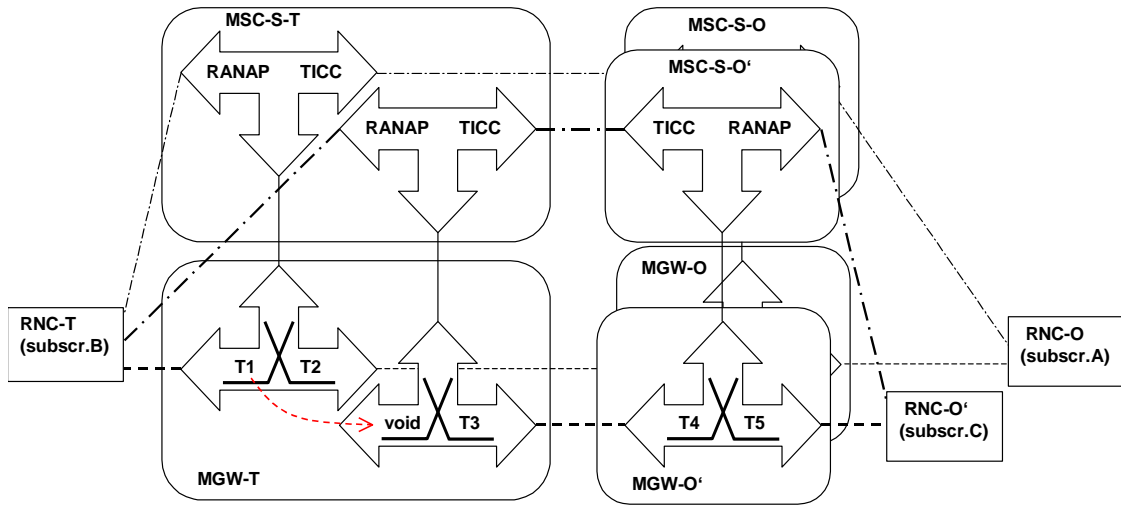 MSC-S-T
MSC-S-O
MSC-S-O‘
RANAP TICC
RANAP TICC
TICC RANAP
MGW-O
RNC-T
(subscr.B)
RNC-O
(subscr.A)
T1 T2
void T3
T4 T5
RNC-O‘
(subscr.C)
MGW-T
MGW-O‘